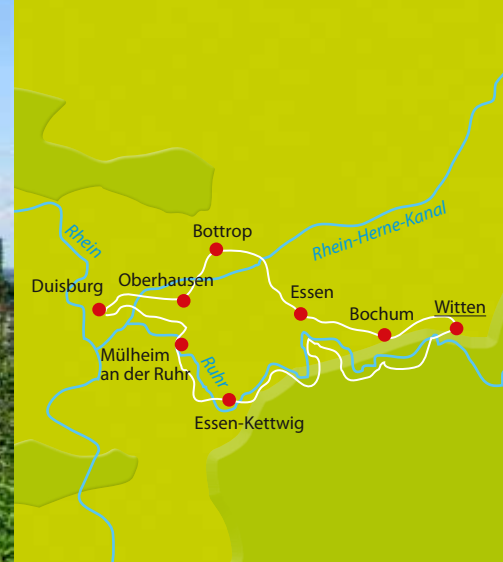 Rhein
Bottrop
Rhein-Herne-Kanal
Duisburg
Oberhausen
Essen
Bochum
Witten
Mülheim
an der Ruhr
Ruhr
Essen-Kettwig